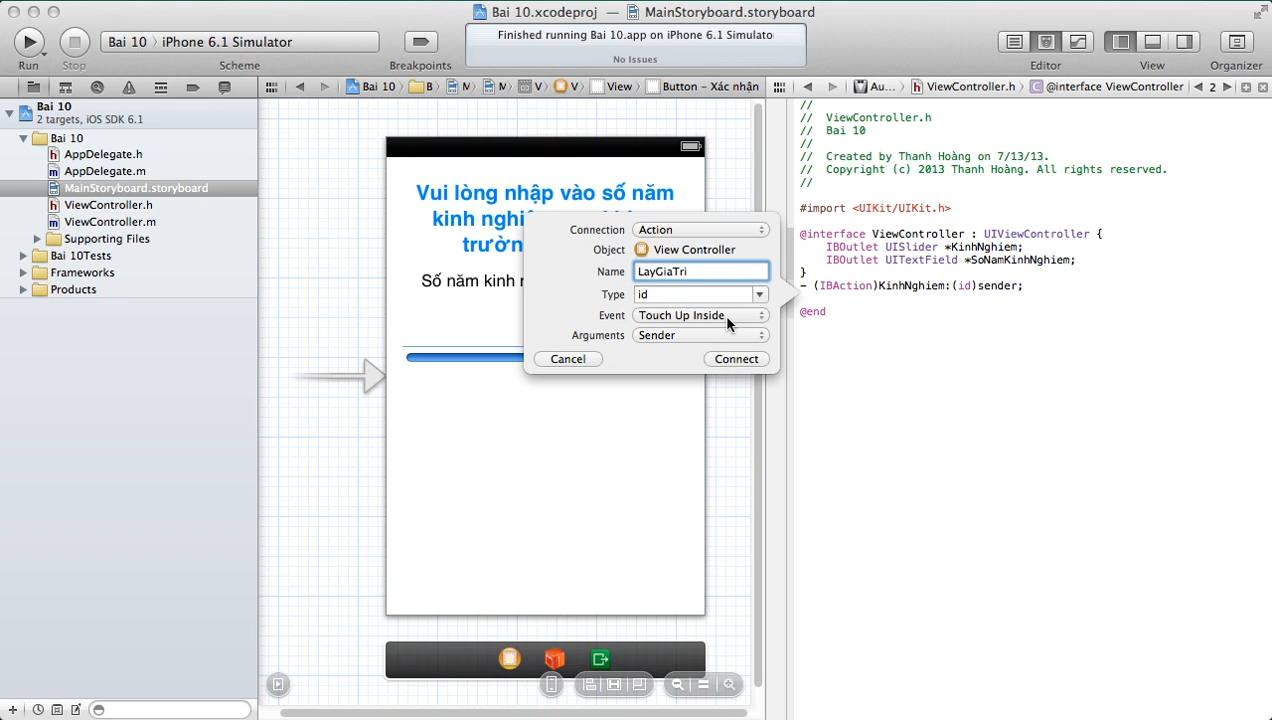 Bai 10.xcodeproj — MainStoryboard.storyboard
Bai 10 〉 iPhone 6.1 Simulator
Finished running Bai 10.app on iPhone 6.1 Simulator
No Issues
Run Stop Scheme Breakpoints Editor View Organizer
Bai 10 〉 B 〉 M 〉 M 〉 V 〉 V 〉 View 〉 Button - Xác nhận
Au... 〉 ViewController.h 〉 @interface ViewController 2
Bai 10
2 targets, iOS SDK 6.1
Bai 10
AppDelegate.h
AppDelegate.m
MainStoryboard.storyboard
ViewController.h
ViewController.m
Supporting Files
Bai 10Tests
Frameworks
Products
Vui lòng nhập vào số năm
kinh nghi
trườn
Số năm kinh n
Connection Action
Object View Controller
Name LayGiaTri
Type id
Event Touch Up Inside
Arguments Sender
Cancel Connect
//
// ViewController.h
// Bai 10
//
// Created by Thanh Hoàng on 7/13/13.
// Copyright (c) 2013 Thanh Hoàng. All rights reserved.
//
#import <UIKit/UIKit.h>
@interface ViewController : UIViewController {
IBOutlet UISlider *KinhNghiem;
IBOutlet UITextField *SoNamKinhNghiem;
}
- (IBAction)KinhNghiem:(id)sender;
@end